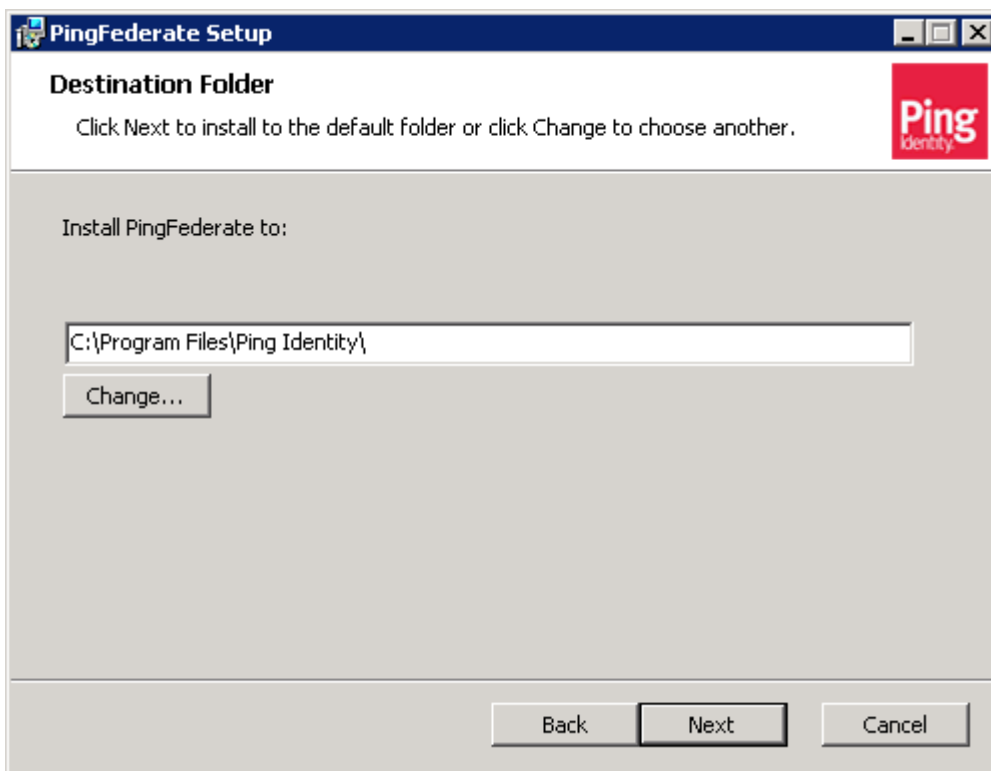 PingFederate Setup
Destination Folder
Click Next to install to the default folder or click Change to choose another.
Ping
Identity.
Install PingFederate to:
C:\Program Files\Ping Identity\
Change...
Back
Next
Cancel